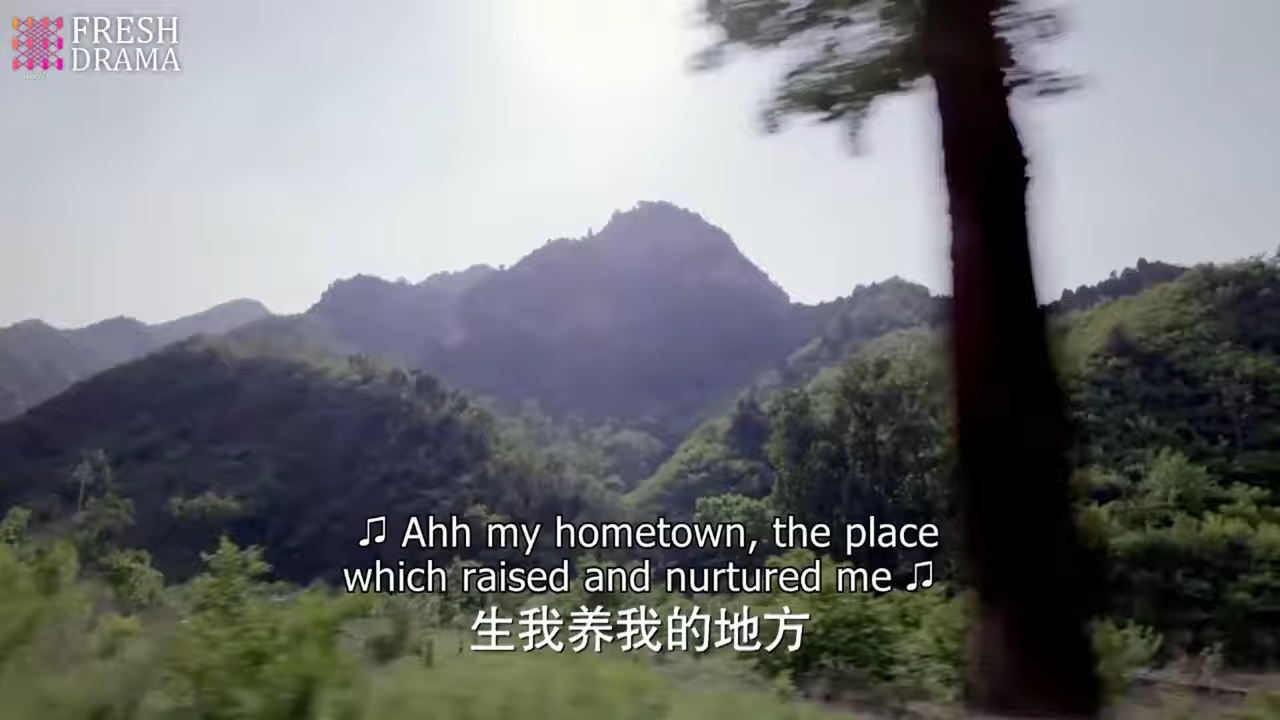 FRESH
DRAMA
♫ Ahh my hometown, the place
which raised and nurtured me ♫
生我养我的地方